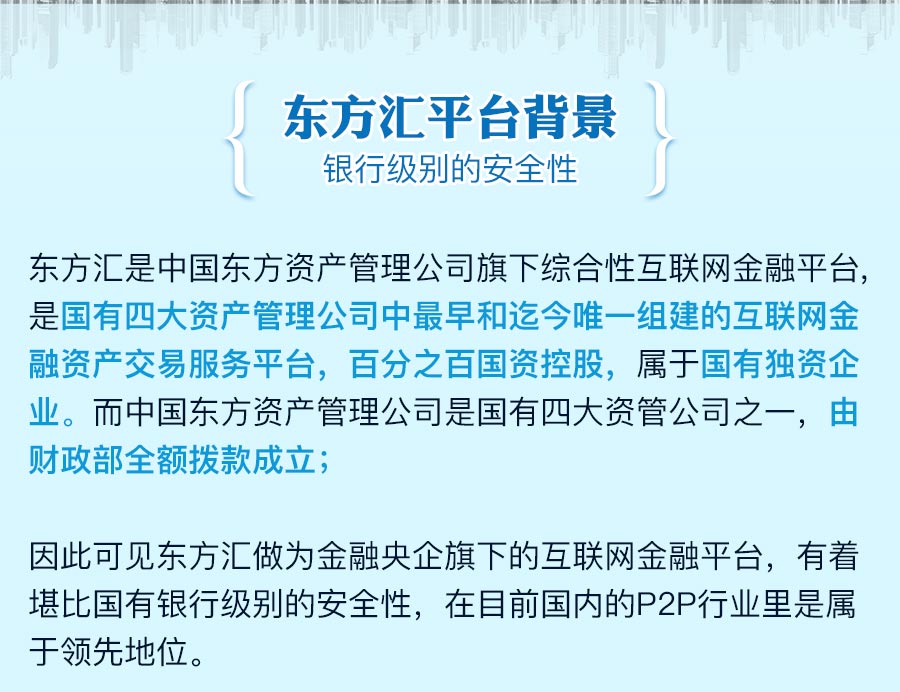 东方汇平台背景
银行级别的安全性
东方汇是中国东方资产管理公司旗下综合性互联网金融平台,
是国有四大资产管理公司中最早和迄今唯一组建的互联网金
融资产交易服务平台，百分之百国资控股，属于国有独资企
业。而中国东方资产管理公司是国有四大资管公司之一，由
财政部全额拨款成立；
因此可见东方汇做为金融央企旗下的互联网金融平台，有着
堪比国有银行级别的安全性，在目前国内的P2P行业里是属
于领先地位。